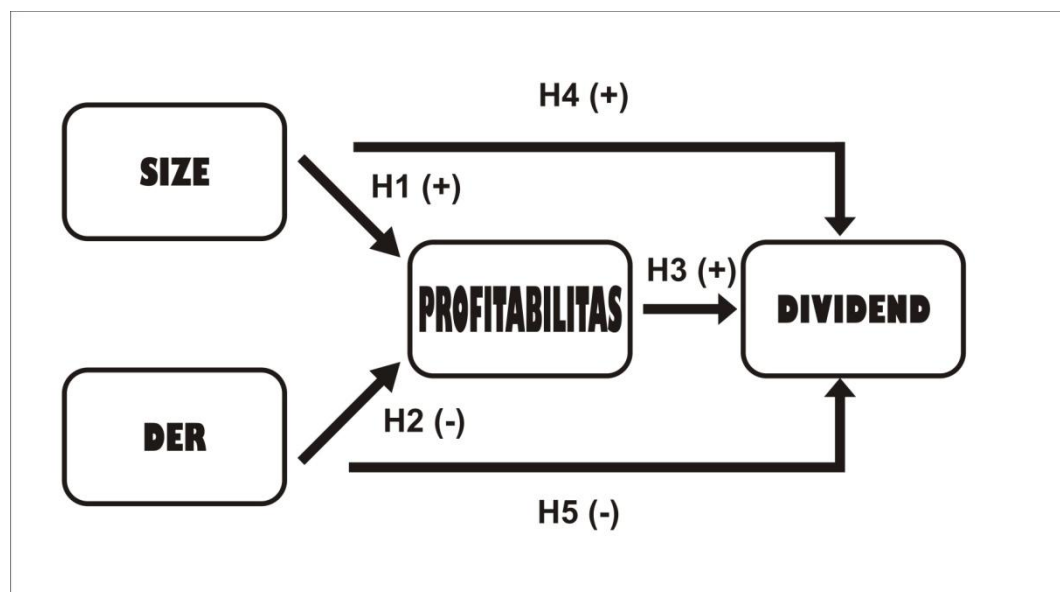 H4 (+)
SIZE
H1 (+)
PROFITABILITAS
H3 (+)
DIVIDEND
DER
H2 (-)
H5 (-)